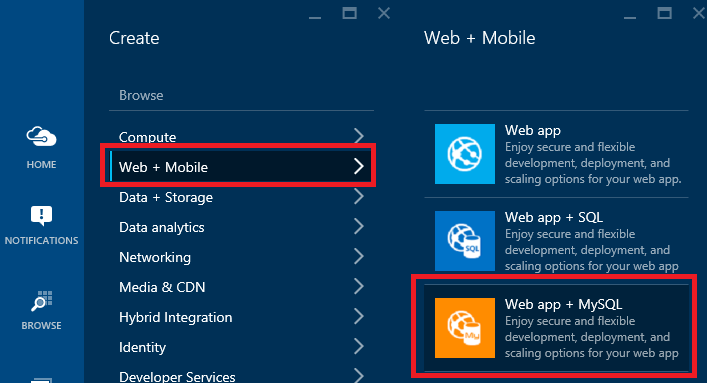 Create
Web + Mobile
Browse
HOME
NOTIFICATIONS
BROWSE
Compute
Web + Mobile
Data + Storage
Data analytics
Networking
Media & CDN
Hybrid Integration
Identity
Developer Services
Web app
Enjoy secure and flexible
development, deployment, and
scaling options for your web app.
Web app + SQL
Enjoy secure and flexible
development, deployment, and
scaling options for your web app
SQL
Web app + MySQL
Enjoy secure and flexible
development, deployment, and
scaling options for your web app
My